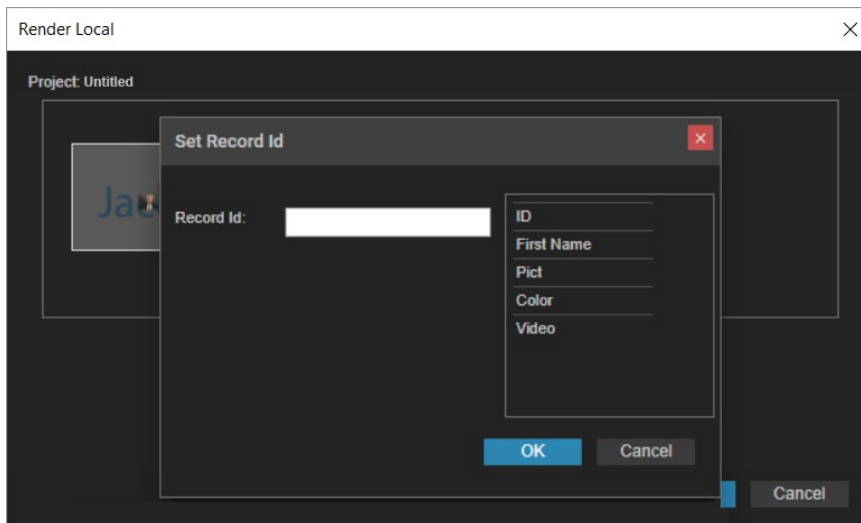 Render Local
Project: Untitled
Set Record Id
Record Id:
ID
First Name
Pict
Color
Video
OK
Cancel
Cancel